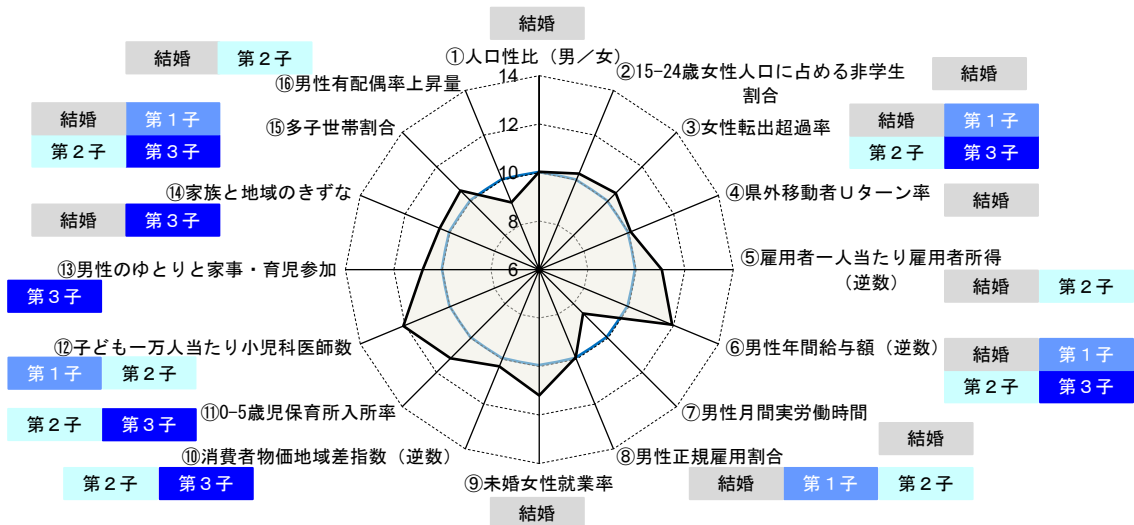 結婚
①人口性比（男／女）
14
②15-24歳女性人口に占める非学生
割合
結婚
③女性転出超過率
結婚 第１子
第２子 第３子
④県外移動者Ｕターン率
結婚
⑤雇用者一人当たり雇用者所得
（逆数）
結婚 第２子
⑥男性年間給与額（逆数）
結婚 第１子
第２子 第３子
⑦男性月間実労働時間
結婚
⑧男性正規雇用割合
結婚 第１子 第２子
⑨未婚女性就業率
結婚
⑩消費者物価地域差指数（逆数）
第２子 第３子
⑪0-5歳児保育所入所率
第２子 第３子
⑫子ども一万人当たり小児科医師数
第１子 第２子
⑬男性のゆとりと家事・育児参加
第３子
⑭家族と地域のきずな
結婚 第３子
⑮多子世帯割合
結婚 第１子
第２子 第３子
⑯男性有配偶率上昇量
結婚 第２子
12
10
8
6